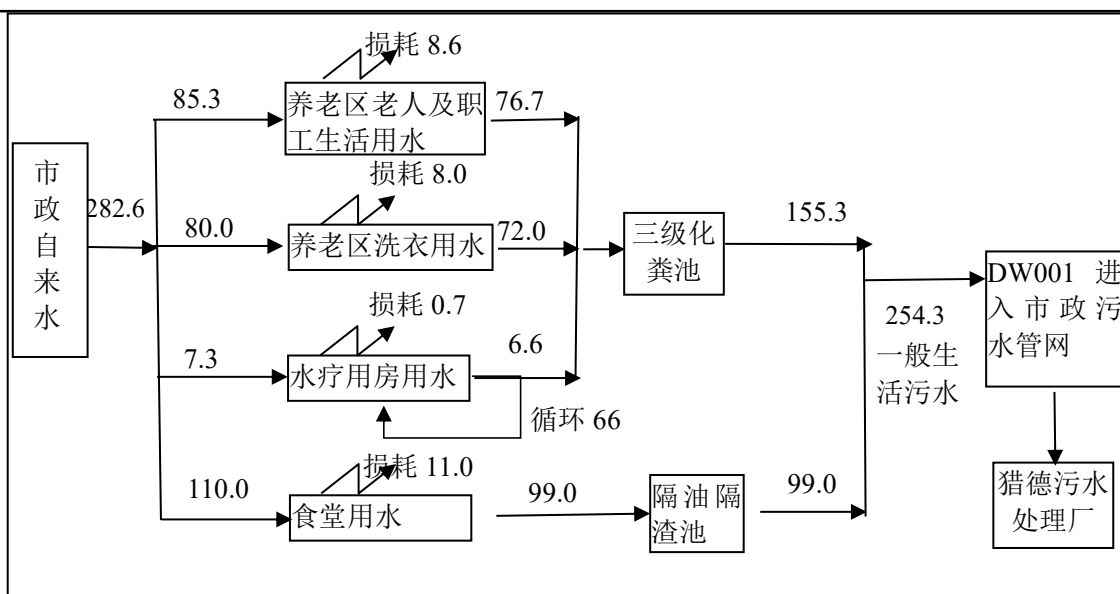 市
政
自
来
水
282.6
85.3
损耗 8.6
养老区老人及职
工生活用水
76.7
80.0
损耗 8.0
养老区洗衣用水
72.0
7.3
损耗 0.7
水疗用房用水
6.6
循环 66
110.0
损耗 11.0
食堂用水
99.0
三级化
粪池
155.3
隔油隔
渣池
99.0
254.3
一般生
活污水
DW001 进
入市政污
水管网
猎德污水
处理厂